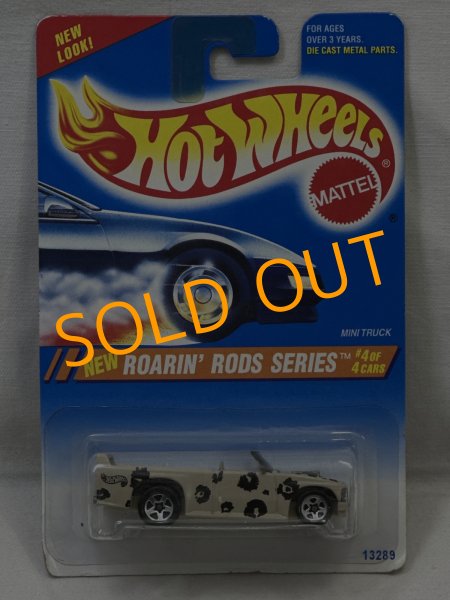 NEW
LOOK!
FOR AGES
OVER 3 YEARS.
DIE CAST METAL PARTS.
HOT WHEELS
®
MATTEL
®
SOLD OUT
MINI TRUCK
NEW ROARIN' RODS SERIES™ #4 OF
4 CARS
13289